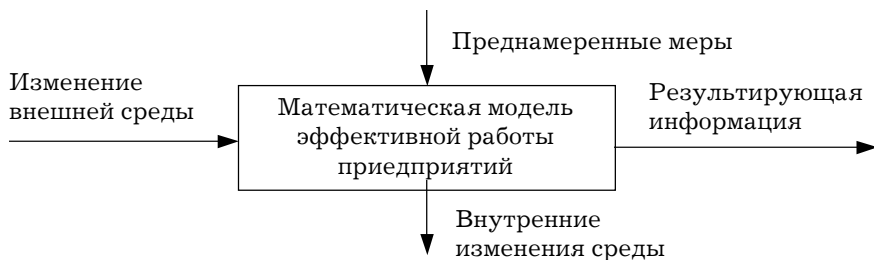 Преднамеренные меры
Изменение
внешней среды
Математическая модель
эффективной работы
приедприятий
Результирующая
информация
Внутренние
изменения среды